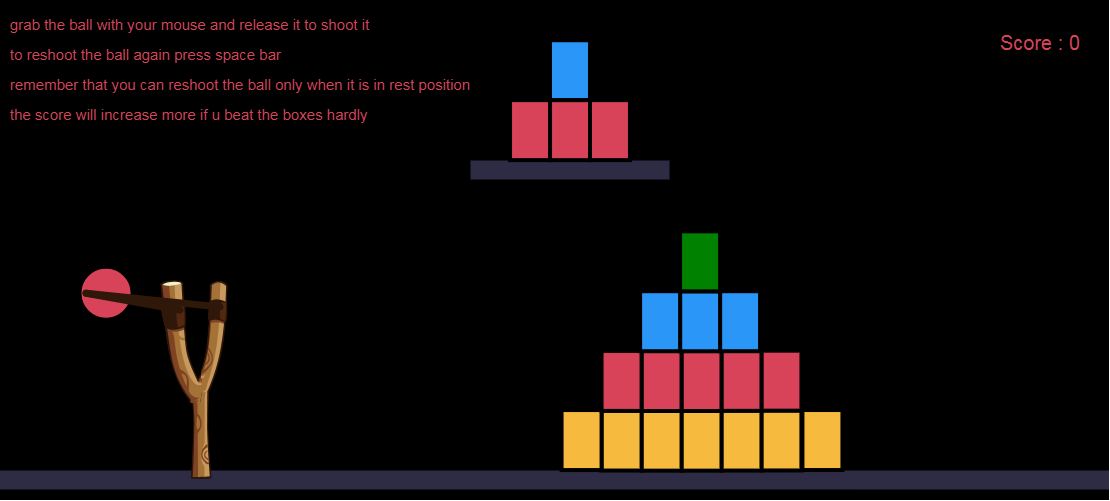 grab the ball with your mouse and release it to shoot it
to reshoot the ball again press space bar
remember that you can reshoot the ball only when it is in rest position
the score will increase more if u beat the boxes hardly
Score : 0